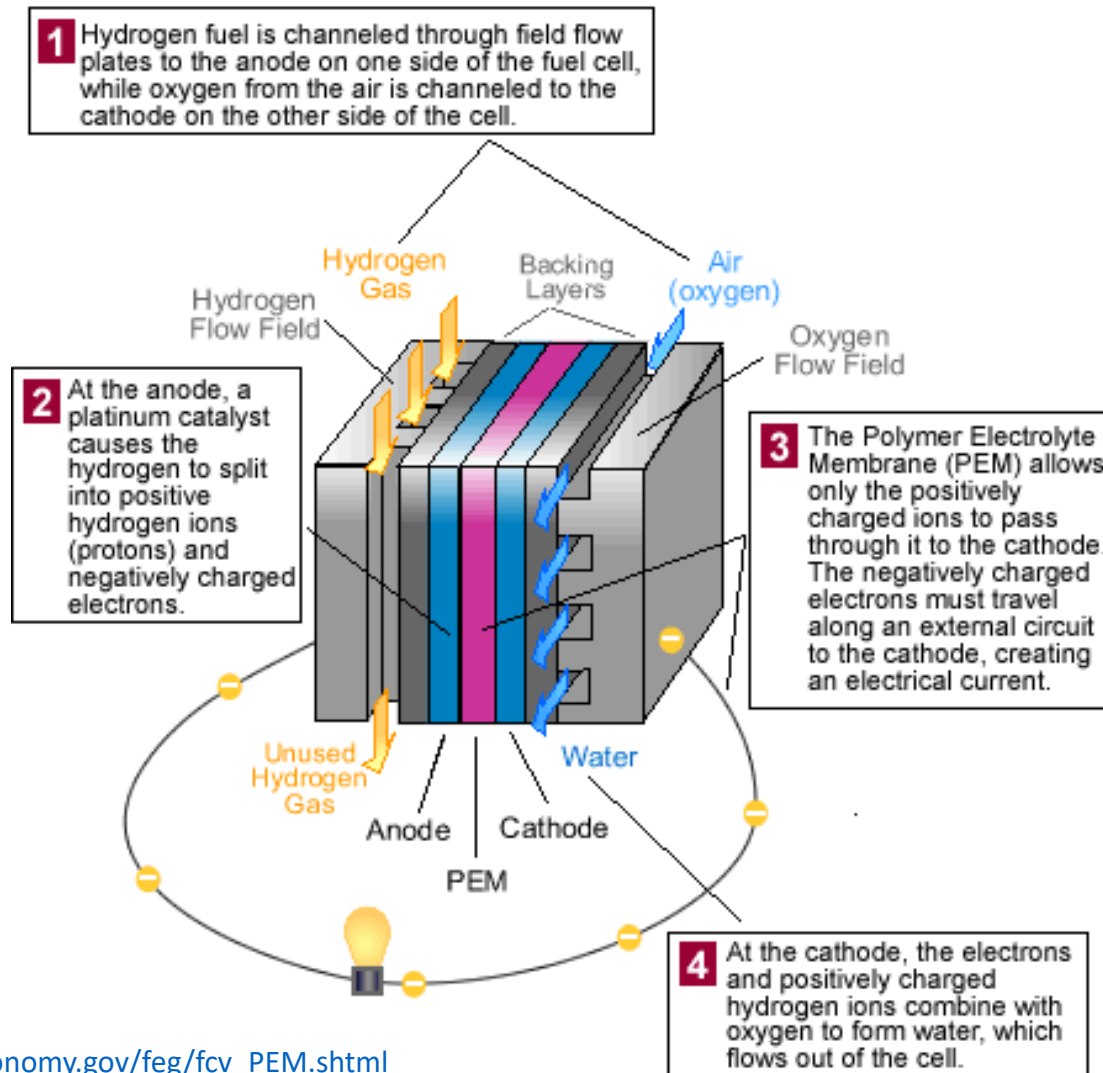 1 Hydrogen fuel is channeled through field flow
plates to the anode on one side of the fuel cell,
while oxygen from the air is channeled to the
cathode on the other side of the cell.
Hydrogen
Gas
Backing
Layers
Air
(oxygen)
Hydrogen
Flow Field
Oxygen
Flow Field
2 At the anode, a
platinum catalyst
causes the
hydrogen to split
into positive
hydrogen ions
(protons) and
negatively charged
electrons.
3 The Polymer Electrolyte
Membrane (PEM) allows
only the positively
charged ions to pass
through it to the cathode.
The negatively charged
electrons must travel
along an external circuit
to the cathode, creating
an electrical current.
Unused
Hydrogen
Gas
Water
Anode
Cathode
PEM
4 At the cathode, the electrons
and positively charged
hydrogen ions combine with
oxygen to form water, which
flows out of the cell.
onomy.gov/feg/fcv_PEM.shtml